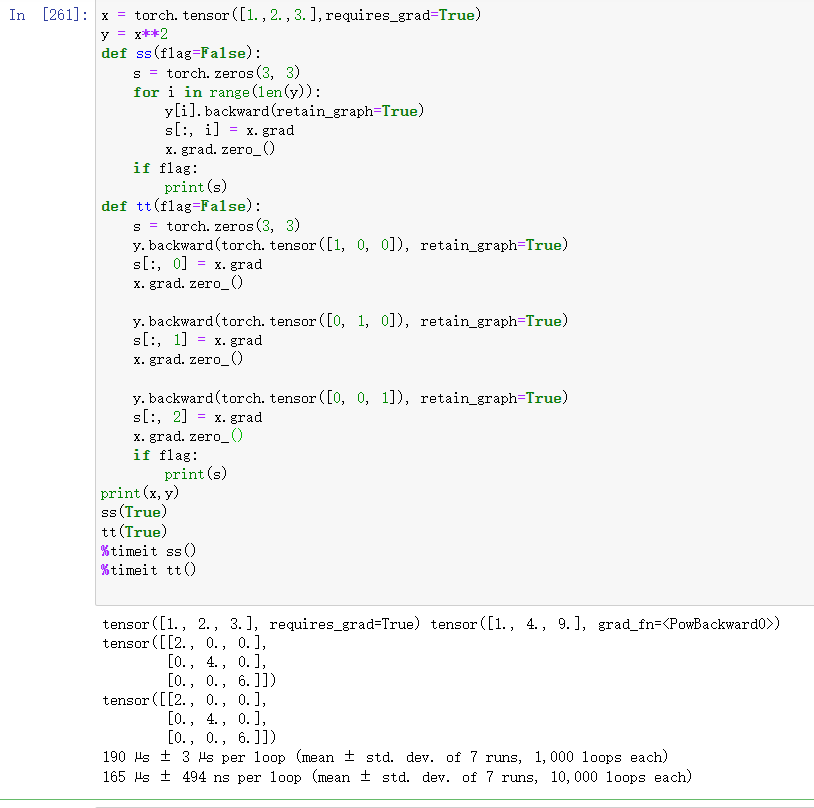 In [261]: x = torch.tensor([1.,2.,3.],requires_grad=True)
y = x**2
def ss(flag=False):
    s = torch.zeros(3, 3)
    for i in range(len(y)):
        y[i].backward(retain_graph=True)
        s[:, i] = x.grad
        x.grad.zero_()
    if flag:
        print(s)
def tt(flag=False):
    s = torch.zeros(3, 3)
    y.backward(torch.tensor([1, 0, 0]), retain_graph=True)
    s[:, 0] = x.grad
    x.grad.zero_()

    y.backward(torch.tensor([0, 1, 0]), retain_graph=True)
    s[:, 1] = x.grad
    x.grad.zero_()

    y.backward(torch.tensor([0, 0, 1]), retain_graph=True)
    s[:, 2] = x.grad
    x.grad.zero_()
    if flag:
        print(s)
print(x,y)
ss(True)
tt(True)
%timeit ss()
%timeit tt()
tensor([1., 2., 3.], requires_grad=True) tensor([1., 4., 9.], grad_fn=<PowBackward0>)
tensor([[2., 0., 0.],
        [0., 4., 0.],
        [0., 0., 6.]])
tensor([[2., 0., 0.],
        [0., 4., 0.],
        [0., 0., 6.]])
190 µs ± 3 µs per loop (mean ± std. dev. of 7 runs, 1,000 loops each)
165 µs ± 494 ns per loop (mean ± std. dev. of 7 runs, 10,000 loops each)